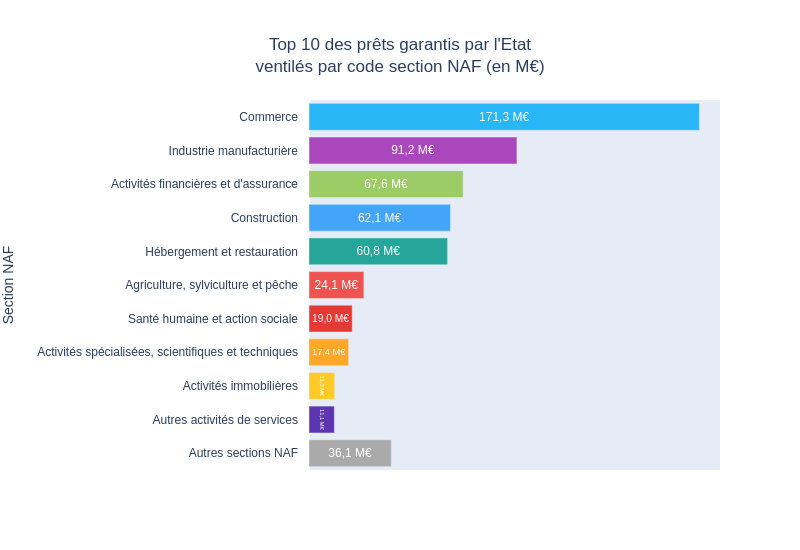 Top 10 des prêts garantis par l'Etat
ventilés par code section NAF (en M€)
Section NAF
Commerce 171,3 M€
Industrie manufacturière 91,2 M€
Activités financières et d'assurance 67,6 M€
Construction 62,1 M€
Hébergement et restauration 60,8 M€
Agriculture, sylviculture et pêche 24,1 M€
Santé humaine et action sociale 19,0 M€
Activités spécialisées, scientifiques et techniques 17,4 M€
Activités immobilières
Autres activités de services 11,1 M€
Autres sections NAF 36,1 M€